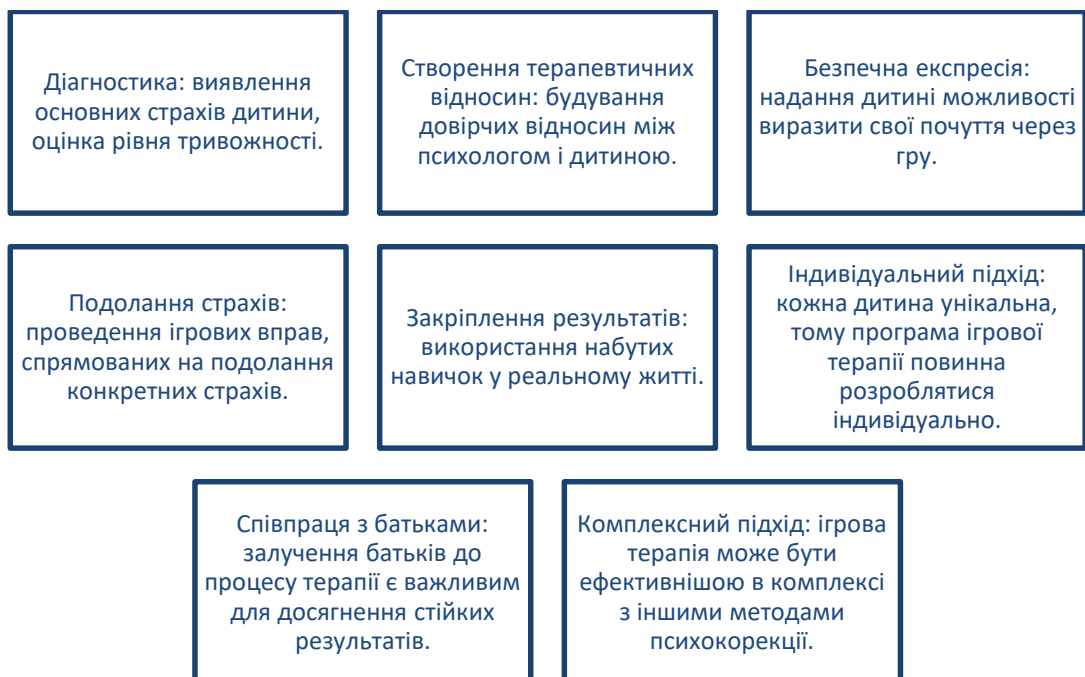 Діагностика: виявлення
основних страхів дитини,
оцінка рівня тривожності.
Створення терапевтичних
відносин: будування
довірчих відносин між
психологом і дитиною.
Безпечна експресія:
надання дитині можливості
виразити свої почуття через
гру.
Подолання страхів:
проведення ігрових вправ,
спрямованих на подолання
конкретних страхів.
Закріплення результатів:
використання набутих
навичок у реальному житті.
Індивідуальний підхід:
кожна дитина унікальна,
тому програма ігрової
терапії повинна
розроблятися
індивідуально.
Співпраця з батьками:
залучення батьків до
процесу терапії є важливим
для досягнення стійких
результатів.
Комплексний підхід: ігрова
терапія може бути
ефективнішою в комплексі
з іншими методами
психокорекції.